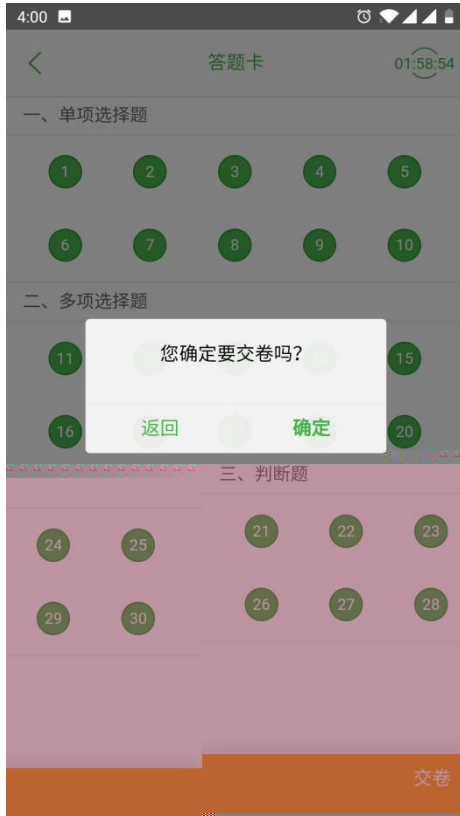 4:00
答题卡
01:58:54
一、单项选择题
1 2 3 4 5
6 7 8 9 10
二、多项选择题
11 15
您确定要交卷吗?
16 20
返回 确定
三、判断题
24 25 21 22 23
29 30 26 27 28
交卷